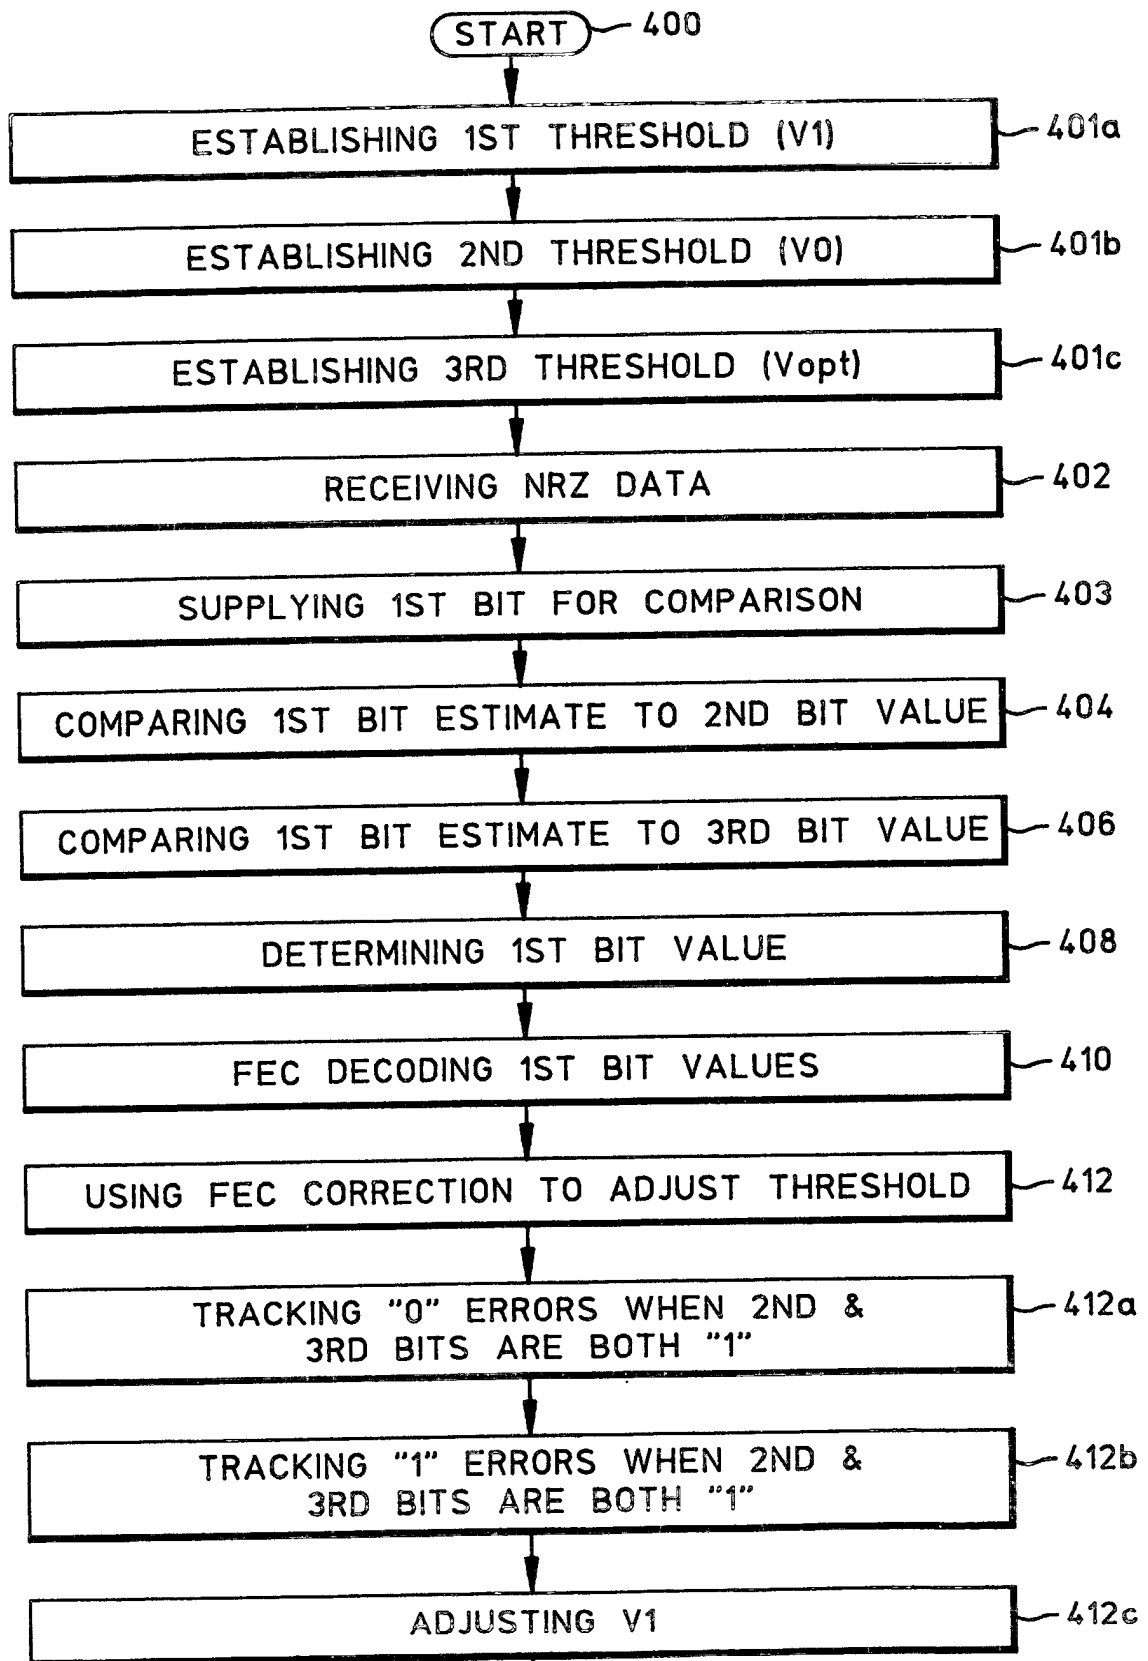 START 400
ESTABLISHING 1ST THRESHOLD (V1) 401a
ESTABLISHING 2ND THRESHOLD (V0) 401b
ESTABLISHING 3RD THRESHOLD (Vopt) 401c
RECEIVING NRZ DATA 402
SUPPLYING 1ST BIT FOR COMPARISON 403
COMPARING 1ST BIT ESTIMATE TO 2ND BIT VALUE 404
COMPARING 1ST BIT ESTIMATE TO 3RD BIT VALUE 406
DETERMINING 1ST BIT VALUE 408
FEC DECODING 1ST BIT VALUES 410
USING FEC CORRECTION TO ADJUST THRESHOLD 412
TRACKING "0" ERRORS WHEN 2ND & 412a
3RD BITS ARE BOTH "1"
TRACKING "1" ERRORS WHEN 2ND & 412b
3RD BITS ARE BOTH "1"
ADJUSTING V1 412c